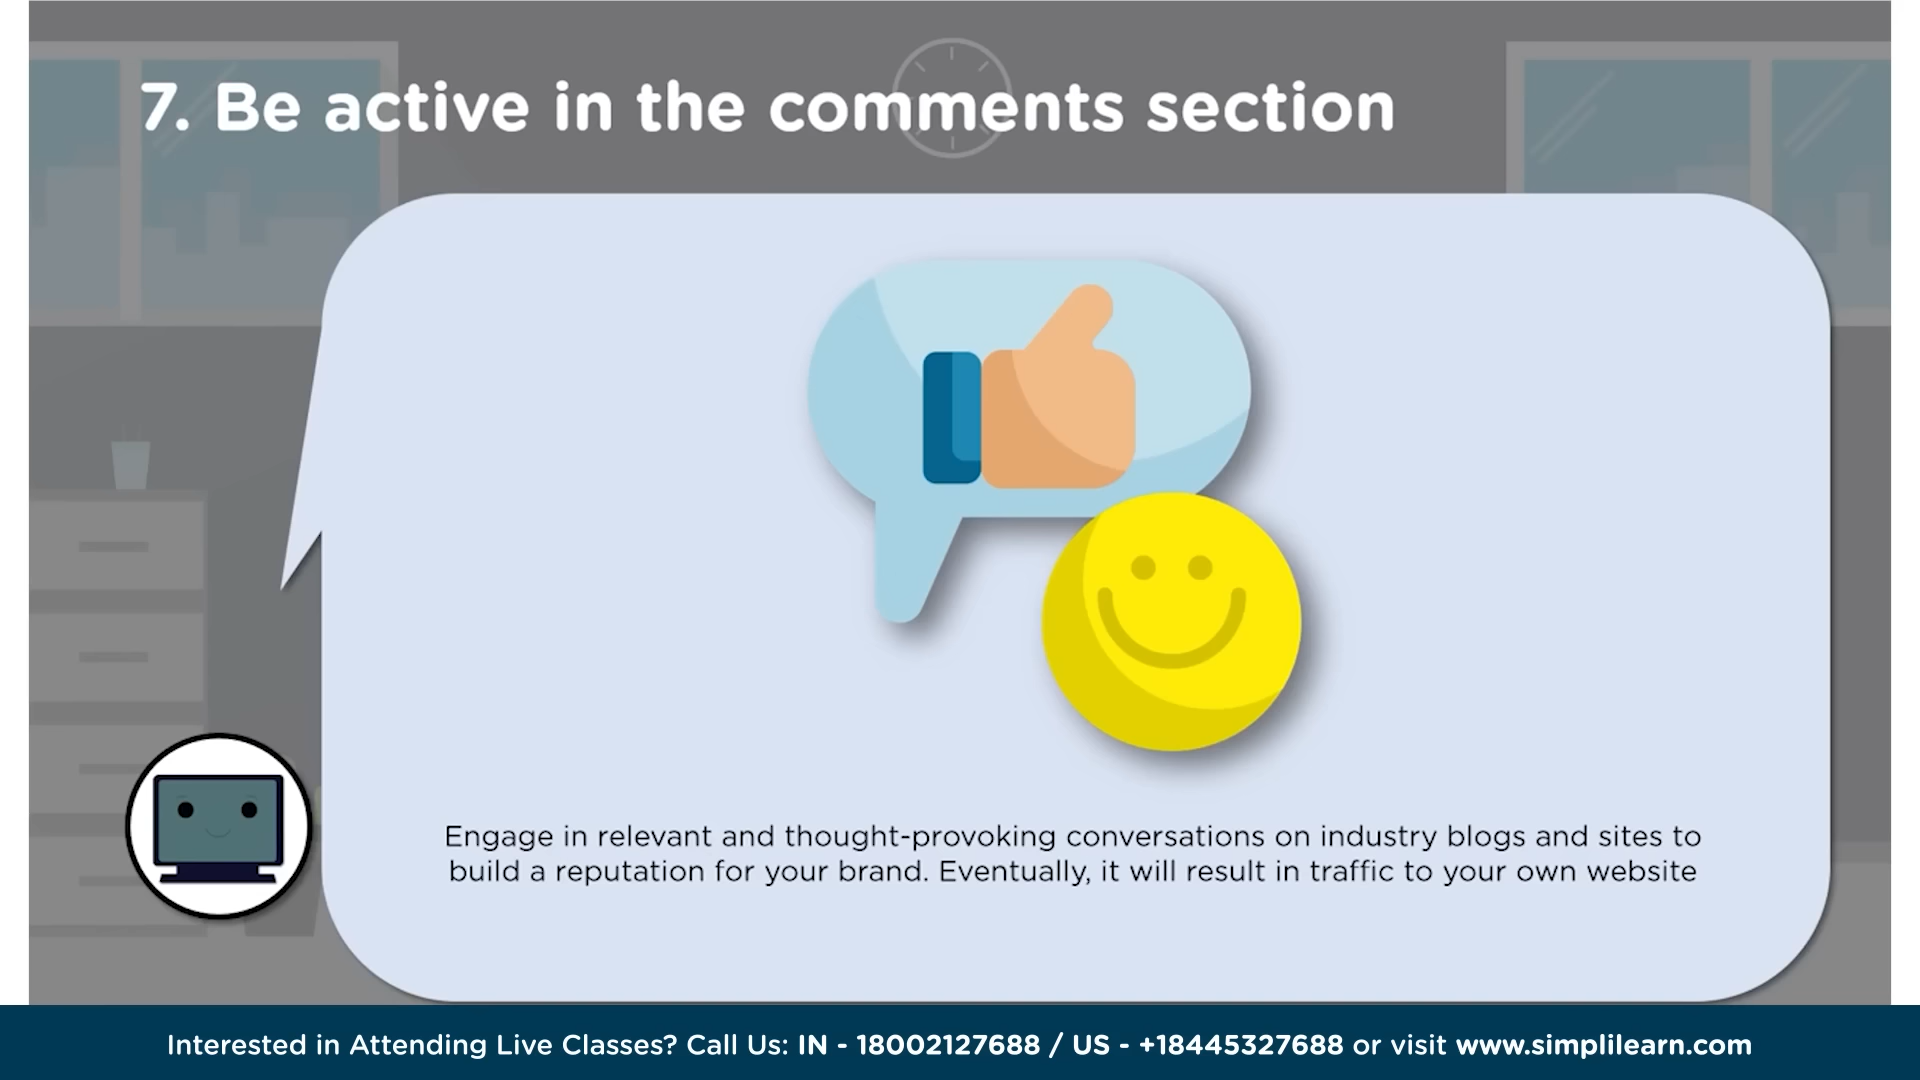 7. Be active in the comments section
Engage in relevant and thought-provoking conversations on industry blogs and sites to
build a reputation for your brand. Eventually, it will result in traffic to your own website
Interested in Attending Live Classes? Call Us: IN - 18002127688 / US - +18445327688 or visit www.simplilearn.com